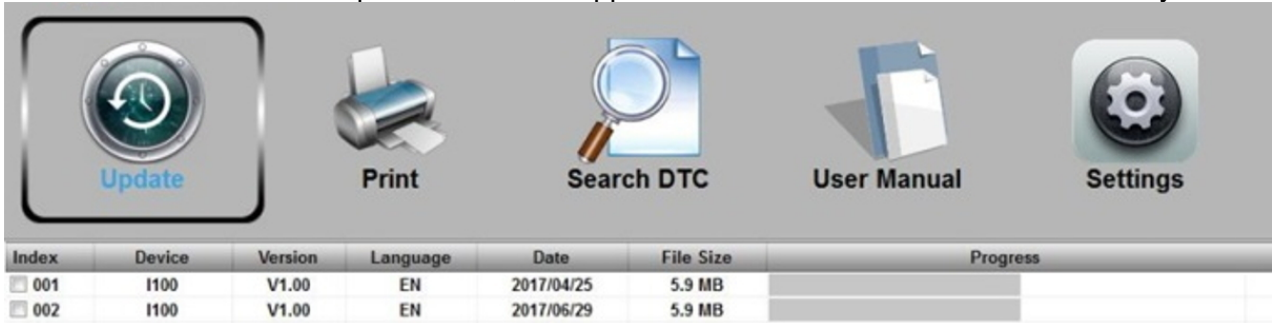 Update Print Search DTC User Manual Settings
Index Device Version Language Date File Size Progress
001 I100 V1.00 EN 2017/04/25 5.9 MB
002 I100 V1.00 EN 2017/06/29 5.9 MB